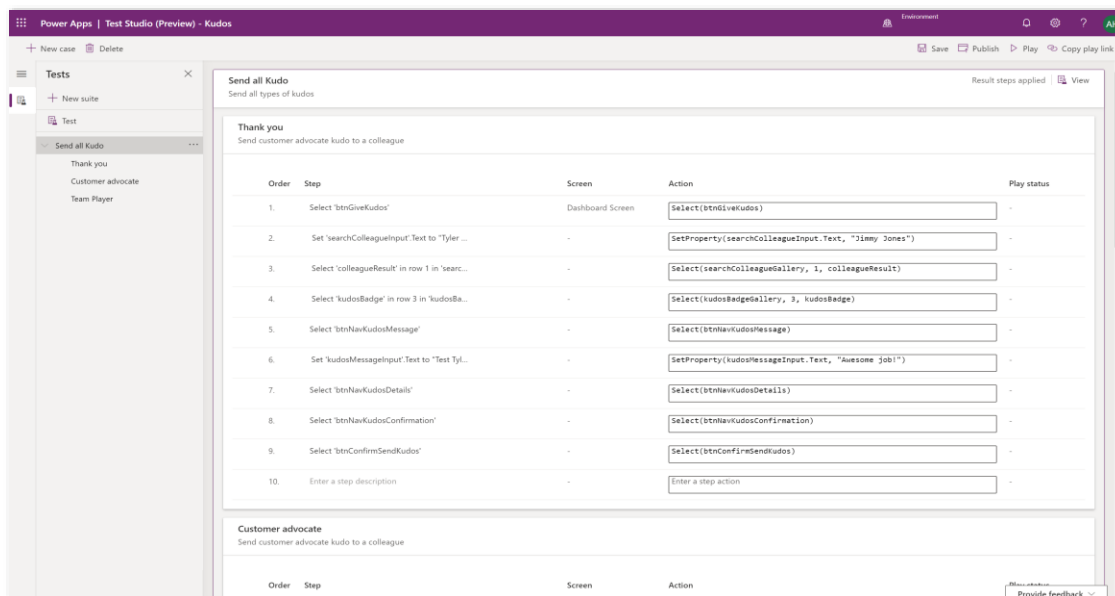 Power Apps | Test Studio (Preview) - Kudos
Environment
?
AK
+ New case Delete
Save Publish Play Copy play link
Tests
Send all Kudo
Send all types of kudos
Result steps applied View
+ New suite
Test
Send all Kudo ...
Thank you
Customer advocate
Team Player
Thank you
Send customer advocate kudo to a colleague
Order Step Screen Action Play status
1. Select 'btnGiveKudos' Dashboard Screen Select(btnGiveKudos) -
2. Set 'searchColleagueInput'.Text to "Tyler ... - SetProperty(searchColleagueInput.Text, "Jimmy Jones") -
3. Select 'colleagueResult' in row 1 in 'searc... - Select(searchColleagueGallery, 1, colleagueResult) -
4. Select 'kudosBadge' in row 3 in 'kudosBa... - Select(kudosBadgeGallery, 3, kudosBadge) -
5. Select 'btnNavKudosMessage' - Select(btnNavKudosMessage) -
6. Set 'kudosMessageInput'.Text to "Test Tyl... - SetProperty(kudosMessageInput.Text, "Awesome job!") -
7. Select 'btnNavKudosDetails' - Select(btnNavKudosDetails) -
8. Select 'btnNavKudosConfirmation' - Select(btnNavKudosConfirmation) -
9. Select 'btnConfirmSendKudos' - Select(btnConfirmSendKudos) -
10. Enter a step description - Enter a step action -
Customer advocate
Send customer advocate kudo to a colleague
Order Step Screen Action Play status
Provide feedback